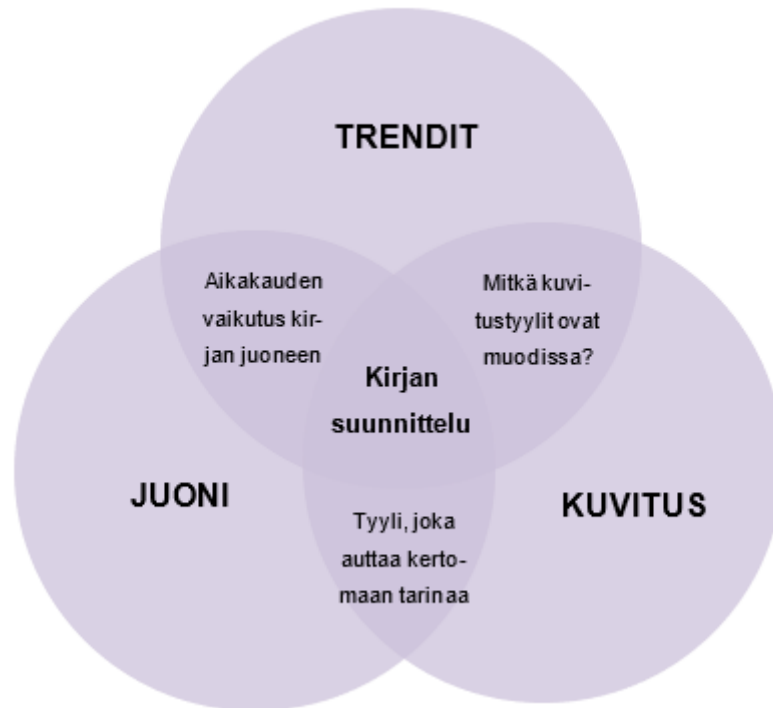 TRENDIT
Aikakauden
vaikutus kir-
jan juoneen
Mitkä kuvi-
tustyylit ovat
muodissa?
Kirjan
suunnittelu
JUONI
KUVITUS
Tyyli, joka
auttaa kerto-
maan tarinaa